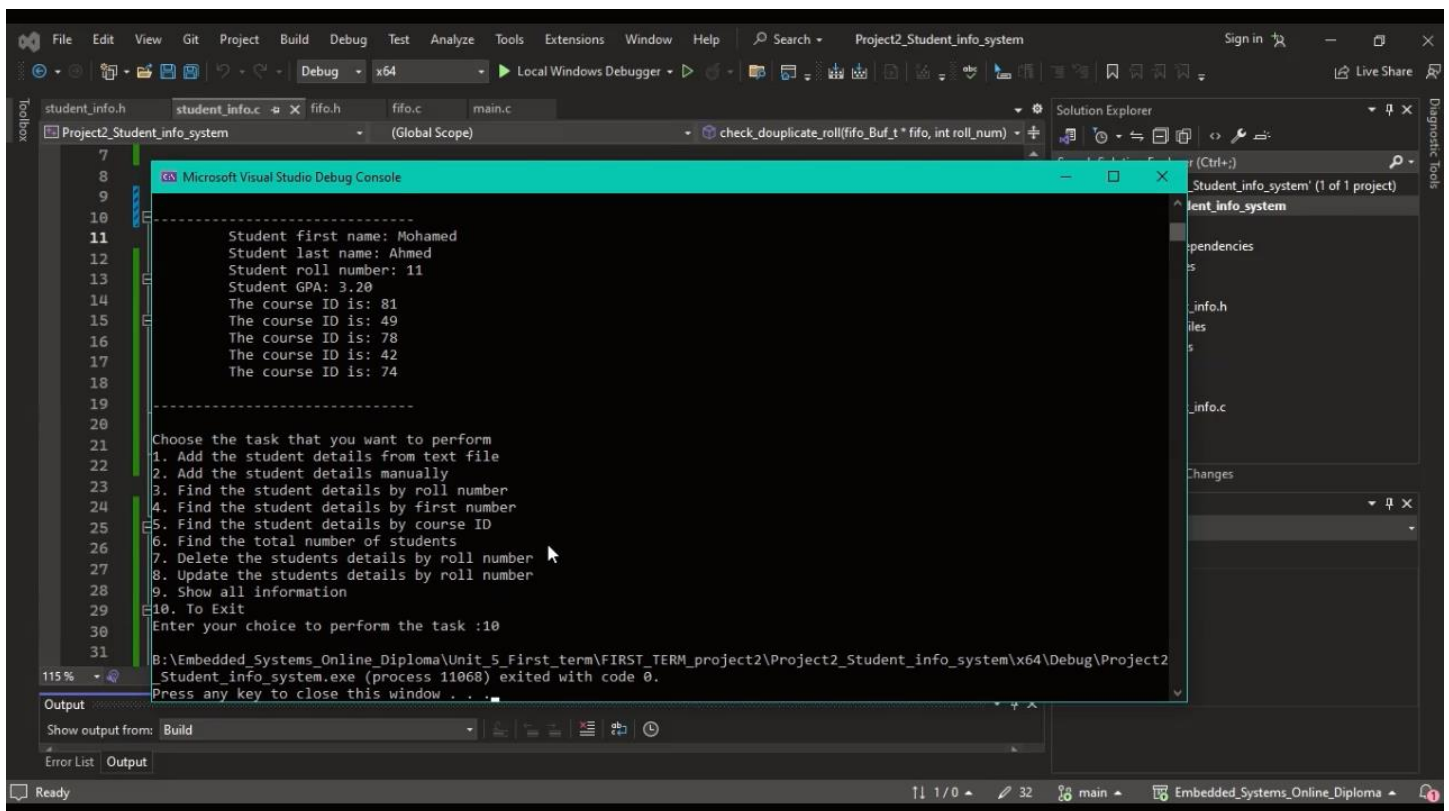 File Edit View Git Project Build Debug Test Analyze Tools Extensions Window Help Search Project2_Student_info_system Sign in
Debug x64 Local Windows Debugger Live Share
Toolbox
student_info.h student_info.c fifo.h fifo.c main.c
Project2_Student_info_system (Global Scope) check_douplicate_roll(fifo_Buf_t * fifo, int roll_num)
Solution Explorer
Diagnostic Tools
7
8
9
10
11
12
13
14
15
16
17
18
19
20
21
22
23
24
25
26
27
28
29
30
31
Microsoft Visual Studio Debug Console
------------------------------
Student first name: Mohamed
Student last name: Ahmed
Student roll number: 11
Student GPA: 3.20
The course ID is: 81
The course ID is: 49
The course ID is: 78
The course ID is: 42
The course ID is: 74
------------------------------
Choose the task that you want to perform
1. Add the student details from text file
2. Add the student details manually
3. Find the student details by roll number
4. Find the student details by first number
5. Find the student details by course ID
6. Find the total number of students
7. Delete the students details by roll number
8. Update the students details by roll number
9. Show all information
10. To Exit
Enter your choice to perform the task :10
B:\Embedded_Systems_Online_Diploma\Unit_5_First_term\FIRST_TERM_project2\Project2_Student_info_system\x64\Debug\Project2
_Student_info_system.exe (process 11068) exited with code 0.
Press any key to close this window . . .
(Ctrl+;)
_Student_info_system' (1 of 1 project)
dent_info_system
ependencies
es
_info.h
iles
s
_info.c
Changes
115 %
Output
Show output from: Build
Error List Output
Ready 1/0 32 main Embedded_Systems_Online_Diploma 1